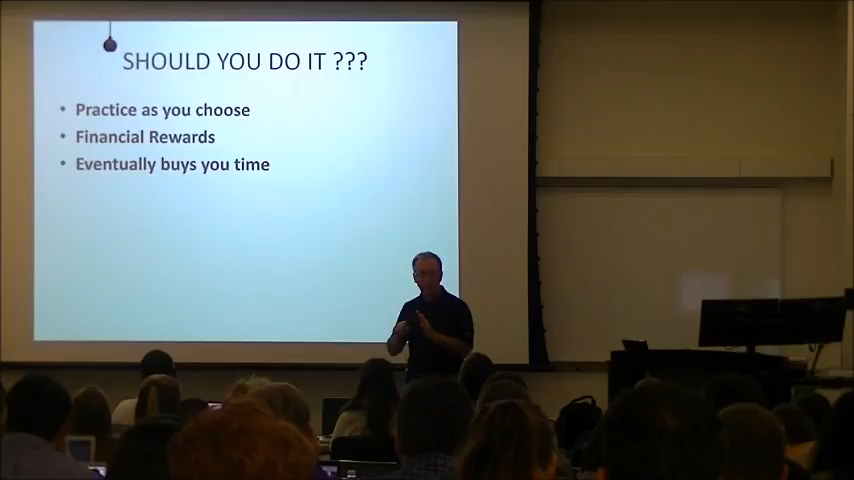 SHOULD YOU DO IT ???
• Practice as you choose
• Financial Rewards
• Eventually buys you time